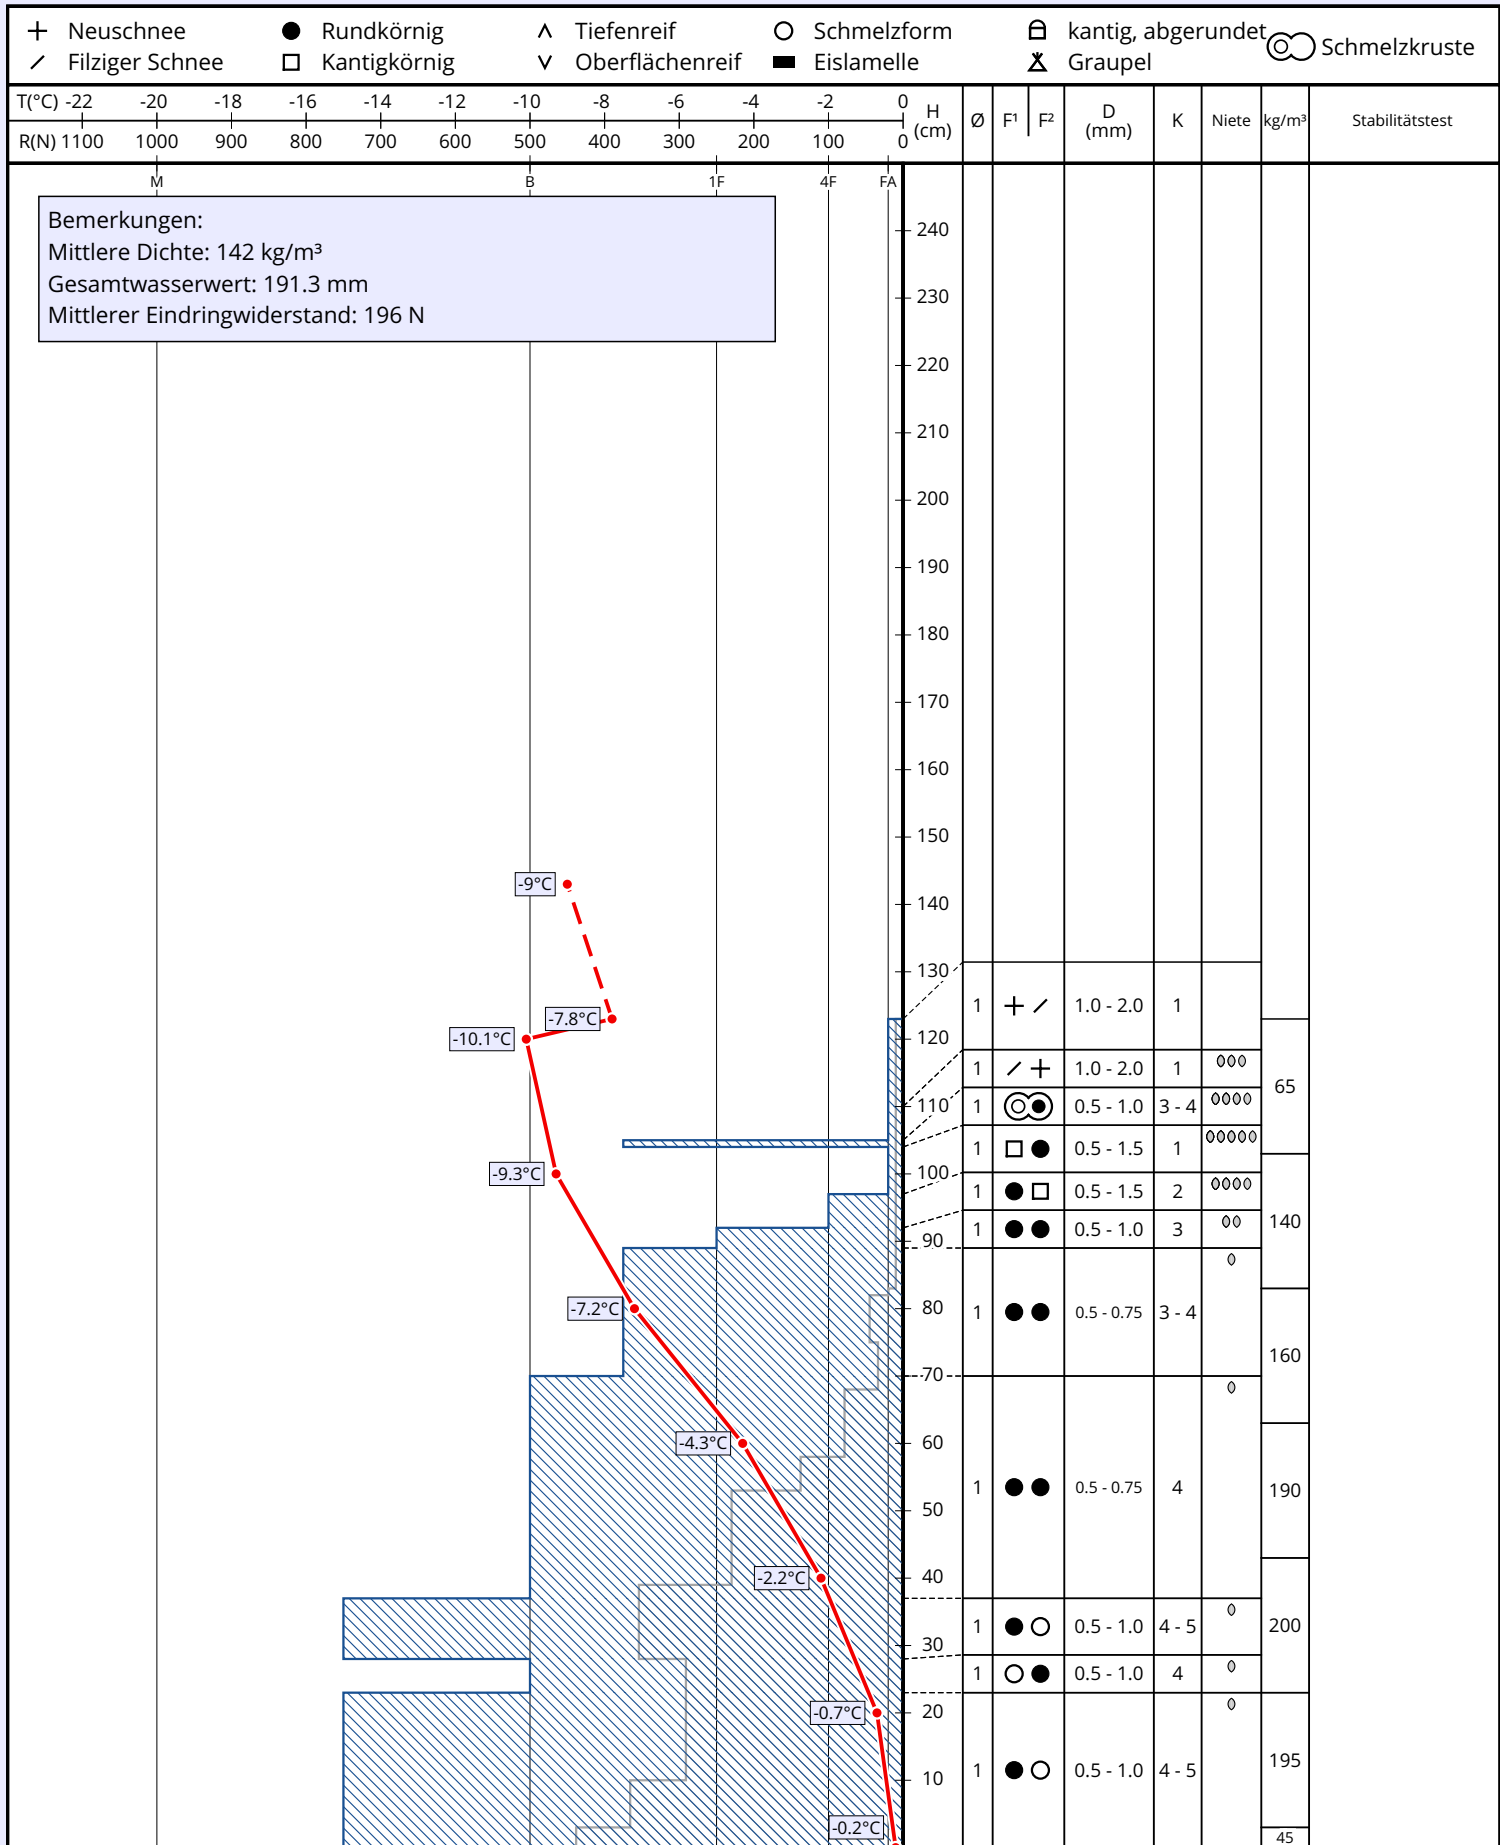 Neuschnee Rundkörnig Tiefenreif Schmelzform kantig, abgerundet Schmelzkruste
Filziger Schnee Kantigkörnig Oberflächenreif Eislamelle Graupel
T(°C) -22 -20 -18 -16 -14 -12 -10 -8 -6 -4 -2 0
R(N) 1100 1000 900 800 700 600 500 400 300 200 100 0
H (cm) Ø F¹ F² D (mm) K Niete kg/m³ Stabilitätstest
M B 1F 4F FA
Bemerkungen:
Mittlere Dichte: 142 kg/m³
Gesamtwasserwert: 191.3 mm
Mittlerer Eindringwiderstand: 196 N
240
230
220
210
200
190
180
170
160
150
-9°C 140
130
1 1.0 - 2.0 1
-7.8°C
-10.1°C 120
1 1.0 - 2.0 1
65
110 1 0.5 - 1.0 3 - 4
1 0.5 - 1.5 1
-9.3°C 100
1 0.5 - 1.5 2
140
1 0.5 - 1.0 3
90
-7.2°C 80 1 0.5 - 0.75 3 - 4
160
70
-4.3°C 60
1 0.5 - 0.75 4 190
50
-2.2°C 40
1 0.5 - 1.0 4 - 5 200
30
1 0.5 - 1.0 4
-0.7°C 20
195
1 0.5 - 1.0 4 - 5
10
-0.2°C
45